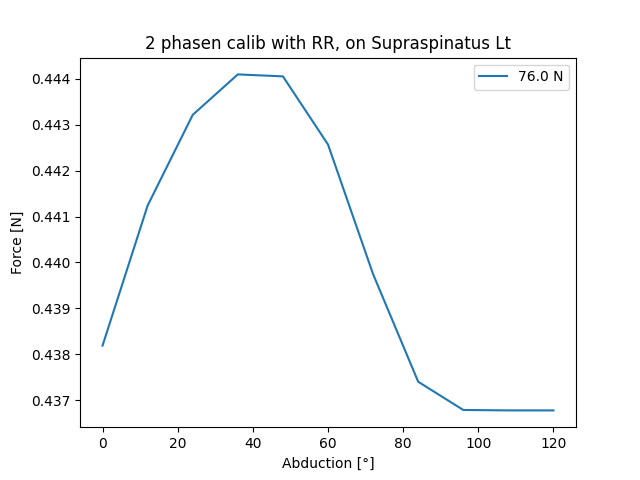 2 phasen calib with RR, on Supraspinatus Lt
76.0 N
0.444
0.443
0.442
0.441
0.440
0.439
0.438
0.437
Force [N]
0 20 40 60 80 100 120
Abduction [°]